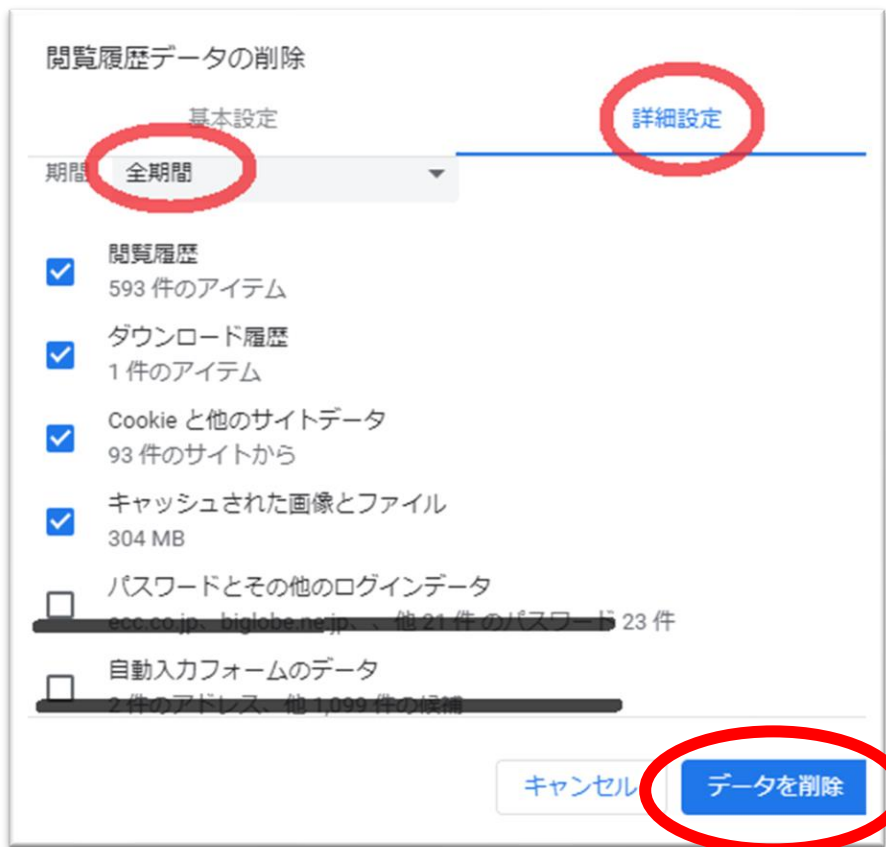 閲覧履歴データの削除
基本設定 詳細設定
期間 全期間
閲覧履歴
593 件のアイテム
ダウンロード履歴
1 件のアイテム
Cookie と他のサイトデータ
93 件のサイトから
キャッシュされた画像とファイル
304 MB
パスワードとその他のログインデータ
ecc.co.jp、biglobe.ne.jp、、他 21 件 のパスワード 23 件
自動入力フォームのデータ
2 件のアドレス、他 1,099 件の候補
キャンセル データを削除